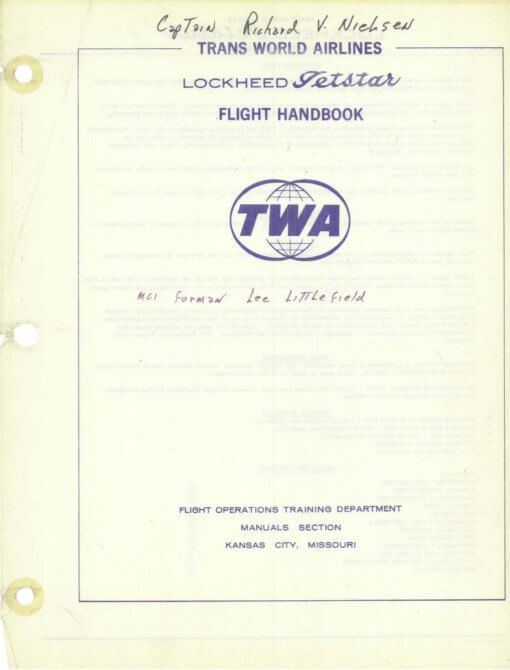 Captain Richard V. Nielsen
TRANS WORLD AIRLINES
LOCKHEED Jetstar
FLIGHT HANDBOOK
TWA
MCI Forman Lee Littlefield
FLIGHT OPERATIONS TRAINING DEPARTMENT
MANUALS SECTION
KANSAS CITY, MISSOURI